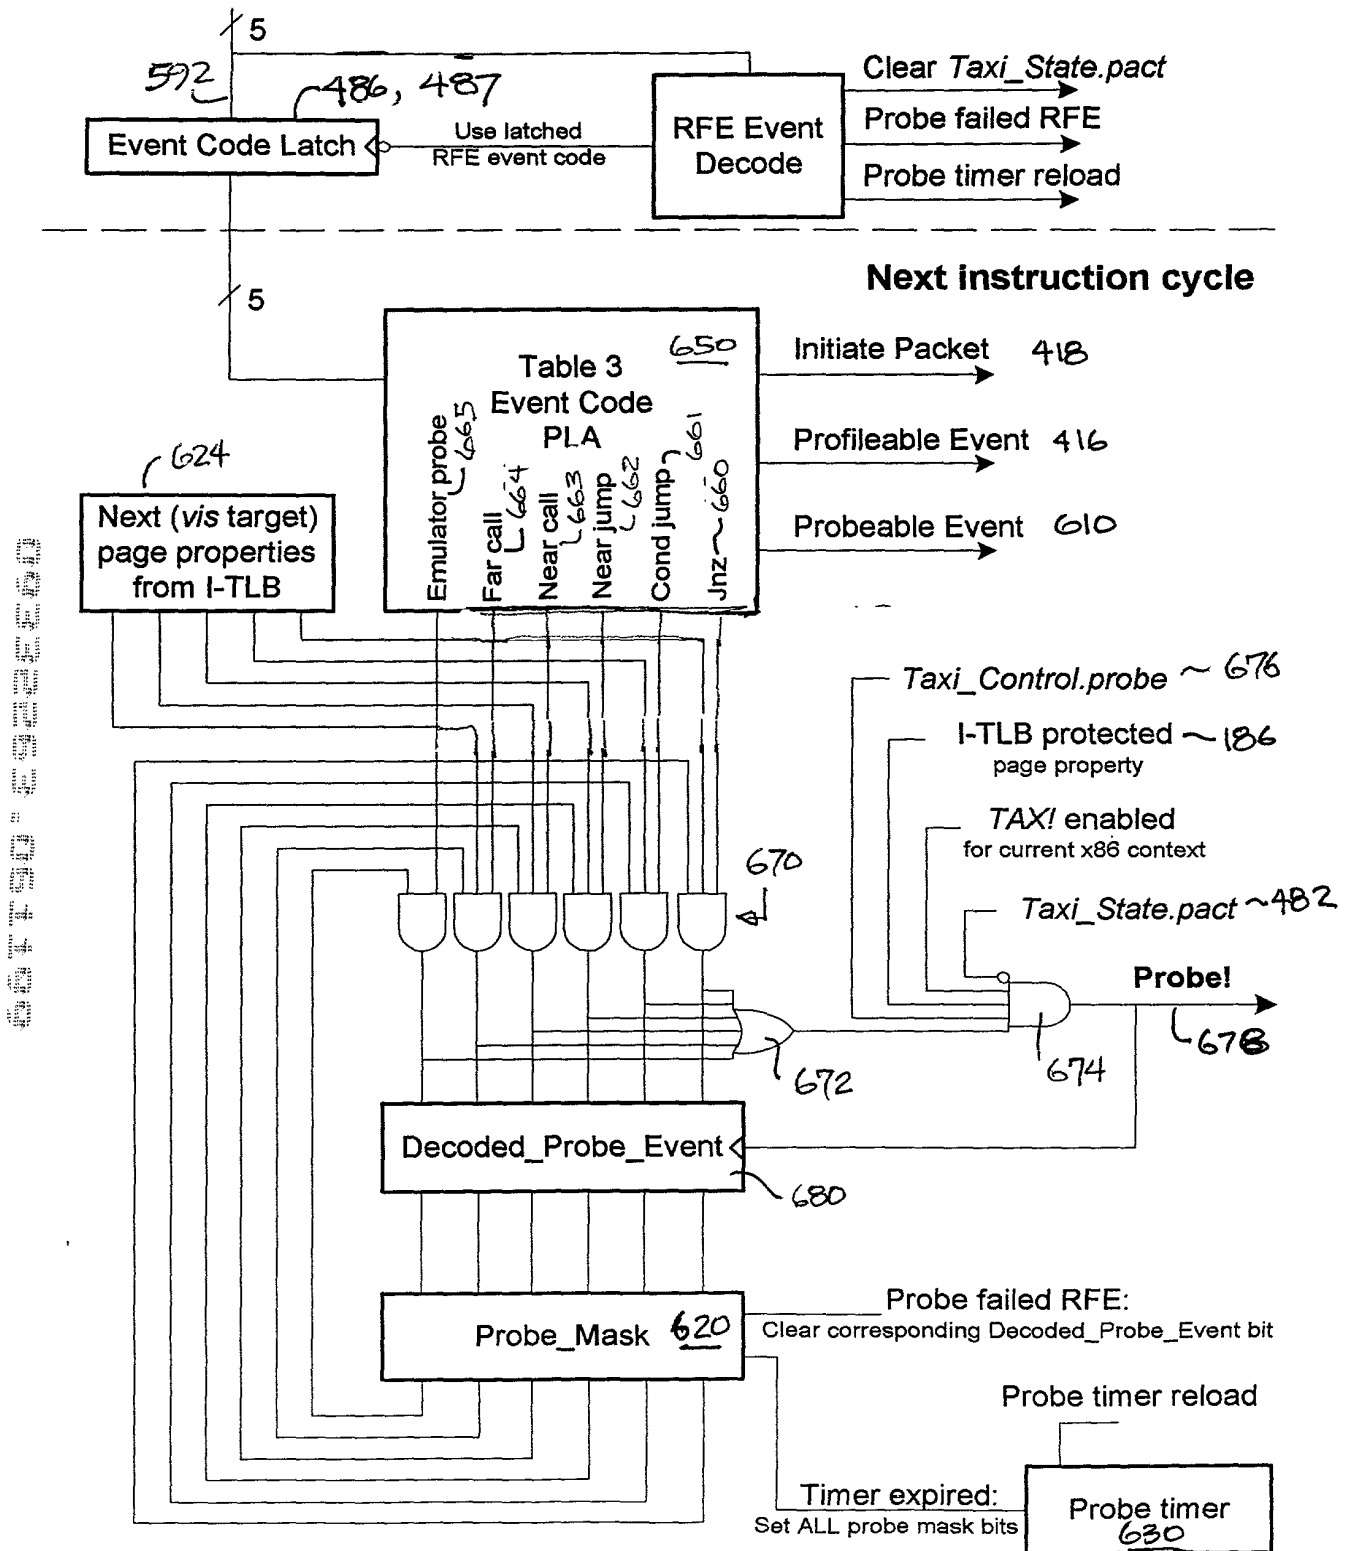 5
592
486, 487
Event Code Latch
Use latched
RFE event code
RFE Event
Decode
Clear Taxi_State.pact
Probe failed RFE
Probe timer reload
Next instruction cycle
5
Table 3
Event Code
PLA
650
Emulator probe
665
Far call
664
Near call
663
Near jump
662
Cond jump
661
Jnz
660
Initiate Packet 418
Profileable Event 416
Probeable Event 610
624
Next (vis target)
page properties
from I-TLB
Taxi_Control.probe 676
I-TLB protected 186
page property
TAX! enabled
for current x86 context
Taxi_State.pact 482
670
Probe!
678
672
674
Decoded_Probe_Event
680
Probe_Mask 620
Probe failed RFE:
Clear corresponding Decoded_Probe_Event bit
Probe timer reload
Timer expired:
Set ALL probe mask bits
Probe timer
630